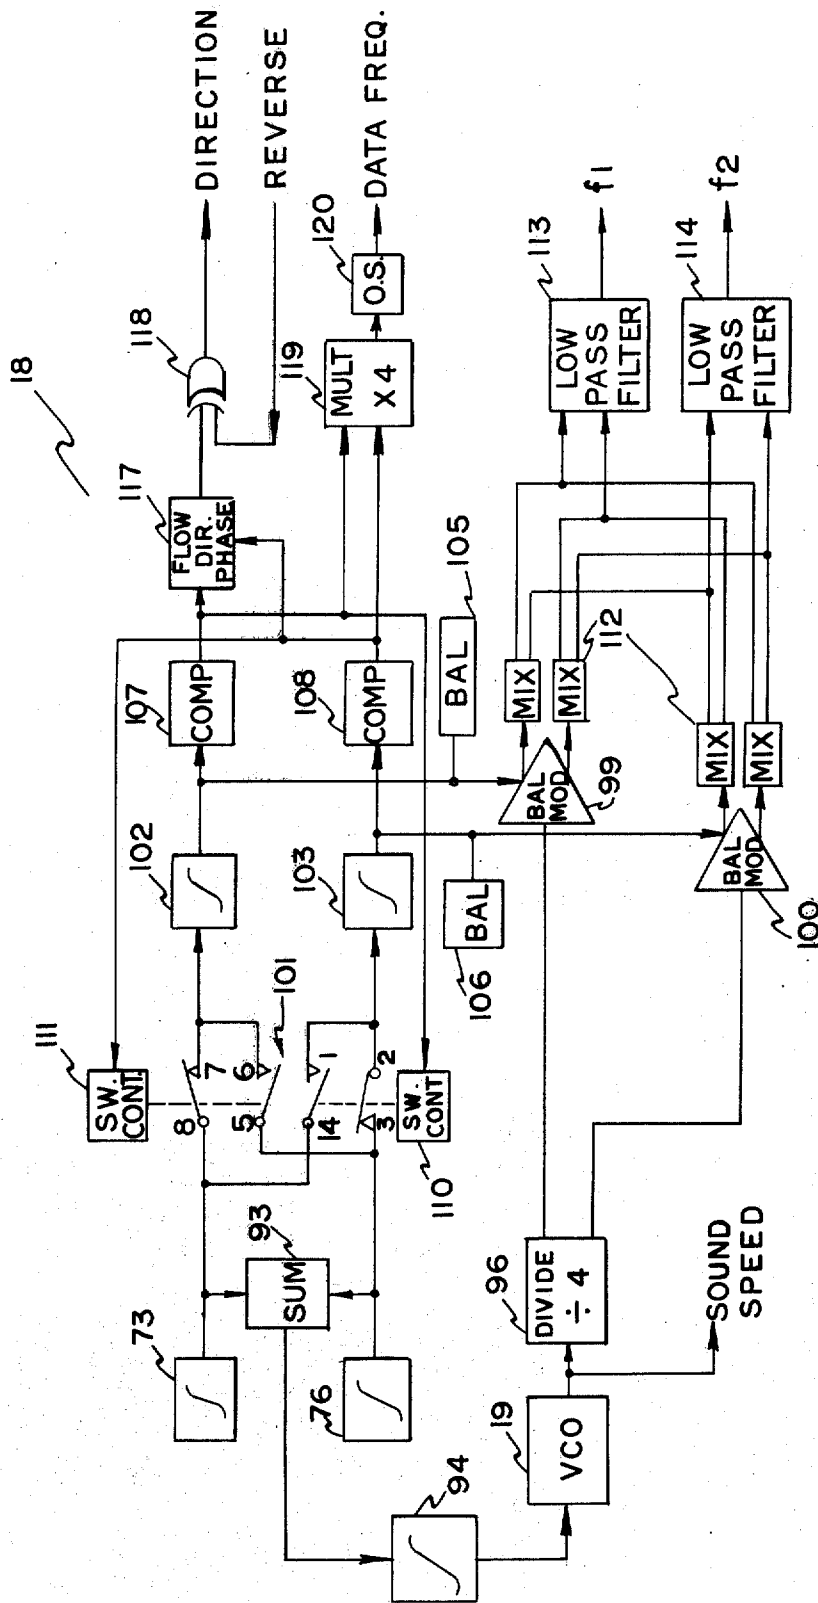 18
DIRECTION
REVERSE
DATA FREQ.
118
120
O.S.
119
MULT
X 4
117
FLOW
DIR.
PHASE
107
COMP
108
COMP
105
BAL
102
103
106
BAL
111
SW.
CONT.
7
8
6
5
101
1
14
2
3
SW.
CONT
110
93
SUM
73
76
94
19
VCO
96
DIVIDE
÷ 4
SOUND
SPEED
BAL
MOD
99
BAL
MOD
100
MIX
MIX
112
MIX
MIX
113
LOW
PASS
FILTER
f1
114
LOW
PASS
FILTER
f2